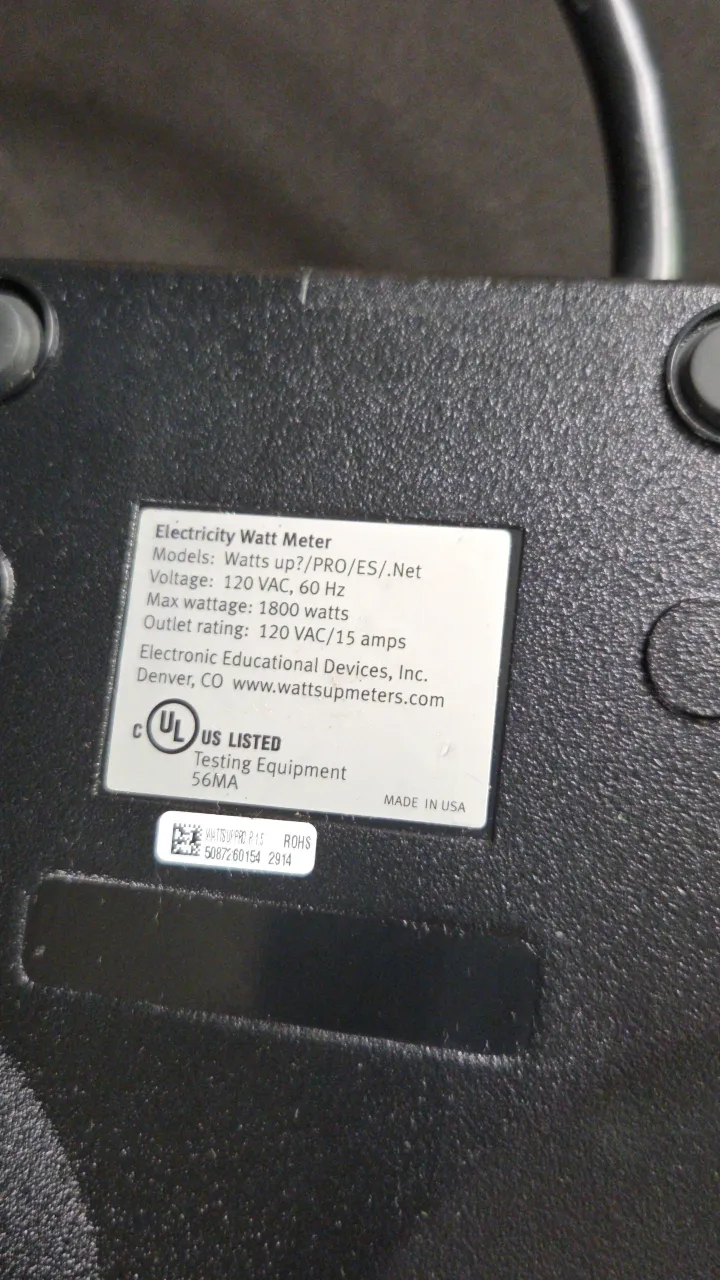 Electricity Watt Meter
Models: Watts up?/PRO/ES/.Net
Voltage: 120 VAC, 60 Hz
Max wattage: 1800 watts
Outlet rating: 120 VAC/15 amps
Electronic Educational Devices, Inc.
Denver, CO www.wattsupmeters.com
C UL US LISTED
Testing Equipment
56MA
MADE IN USA
ROHS
5087260154 2914